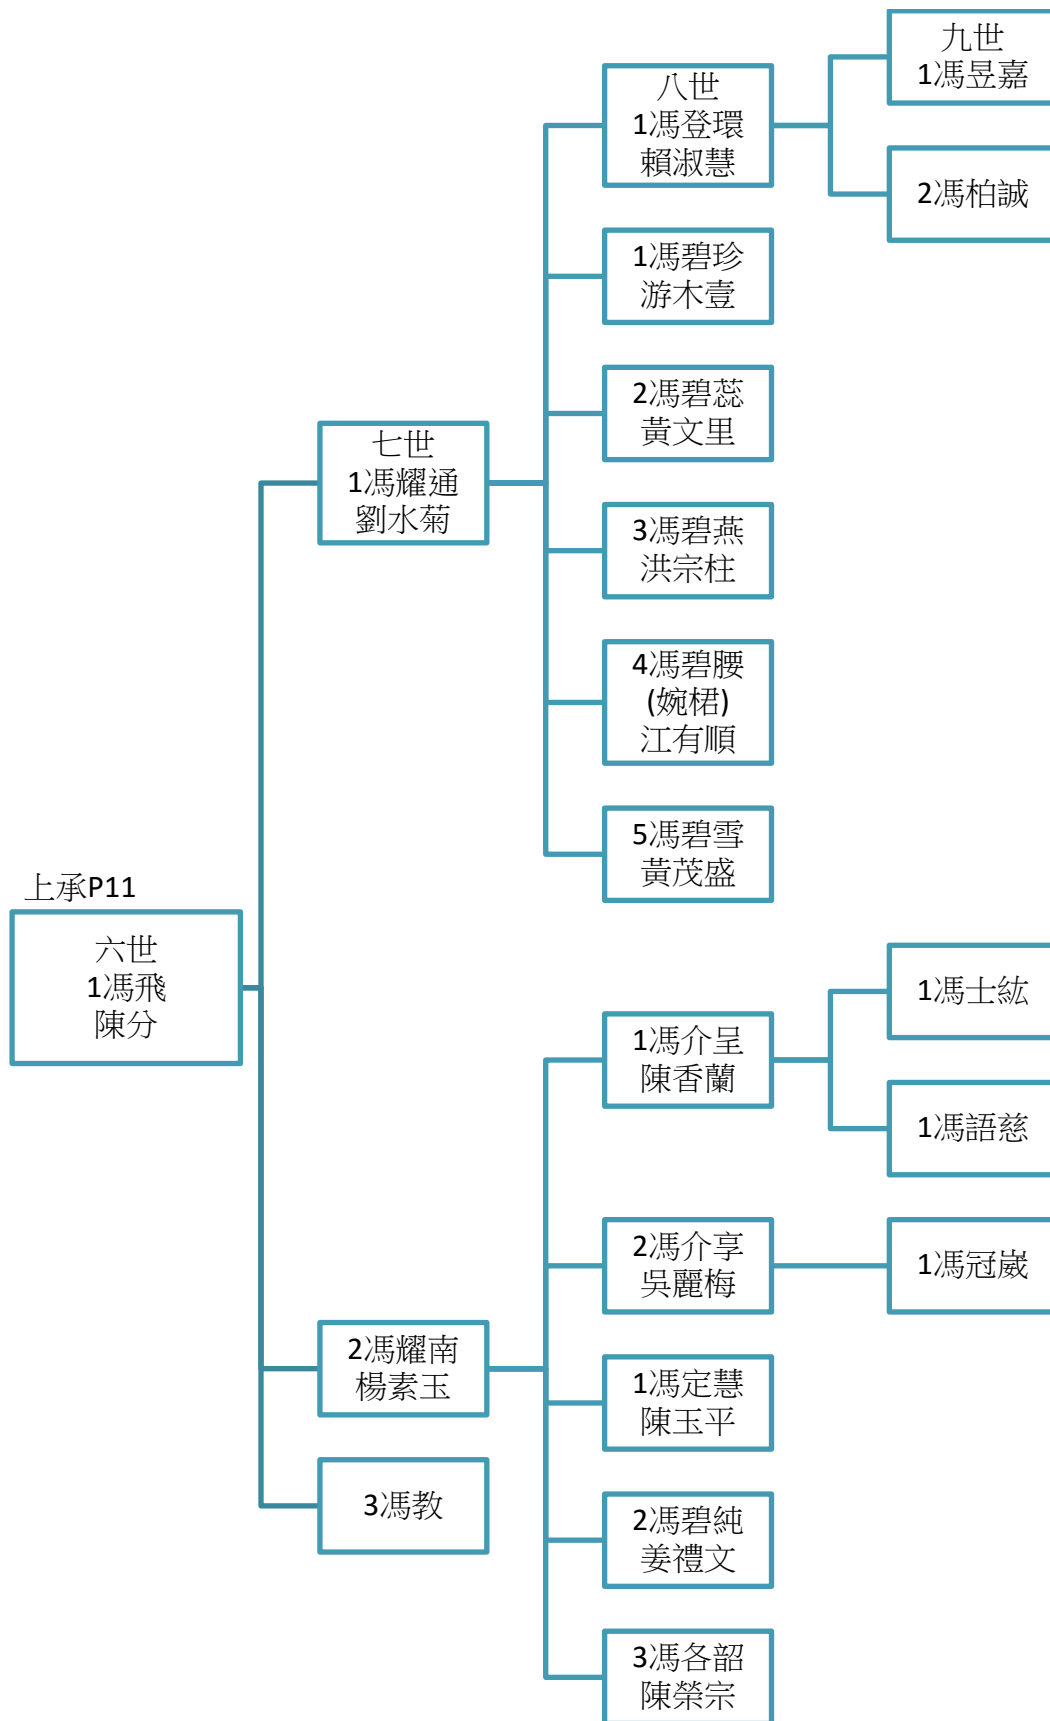 上承P11
六世
1馮飛
陳分
七世
1馮耀通
劉水菊
八世
1馮登環
賴淑慧
九世
1馮昱嘉
2馮柏誠
1馮碧珍
游木壹
2馮碧蕊
黃文里
3馮碧燕
洪宗柱
4馮碧腰
(婉桾)
江有順
5馮碧雪
黃茂盛
2馮耀南
楊素玉
1馮介呈
陳香蘭
1馮士紘
1馮語慈
2馮介享
吳麗梅
1馮冠崴
1馮定慧
陳玉平
2馮碧純
姜禮文
3馮各韶
陳榮宗
3馮教